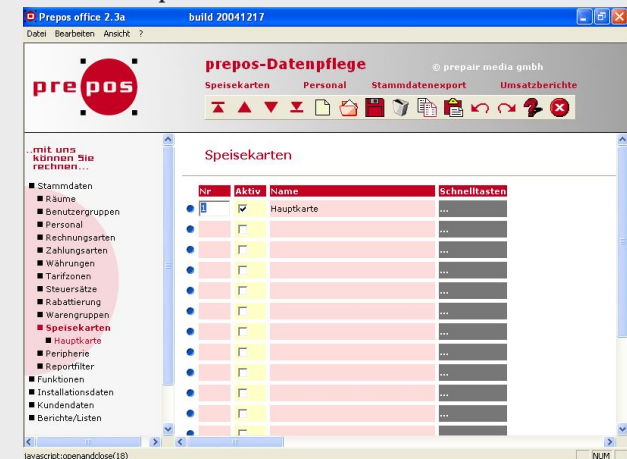 Prepos office 2.3a build 20041217
Datei Bearbeiten Ansicht ?
prepos
prepos-Datenpflege © prepair media gmbh
Speisekarten Personal Stammdatenexport Umsatzberichte
..mit uns
können Sie
rechnen...
Speisekarten
Stammdaten
Räume
Benutzergruppen
Personal
Rechnungsarten
Zahlungsarten
Währungen
Tarifzonen
Steuersätze
Rabattierung
Warengruppen
Speisekarten
Hauptkarte
Peripherie
Reportfilter
Funktionen
Installationsdaten
Kundendaten
Berichte/Listen
Nr Aktiv Name Schnelltasten
1 Hauptkarte ...
...
...
...
...
...
...
...
javascript:openandclose(18) NUM